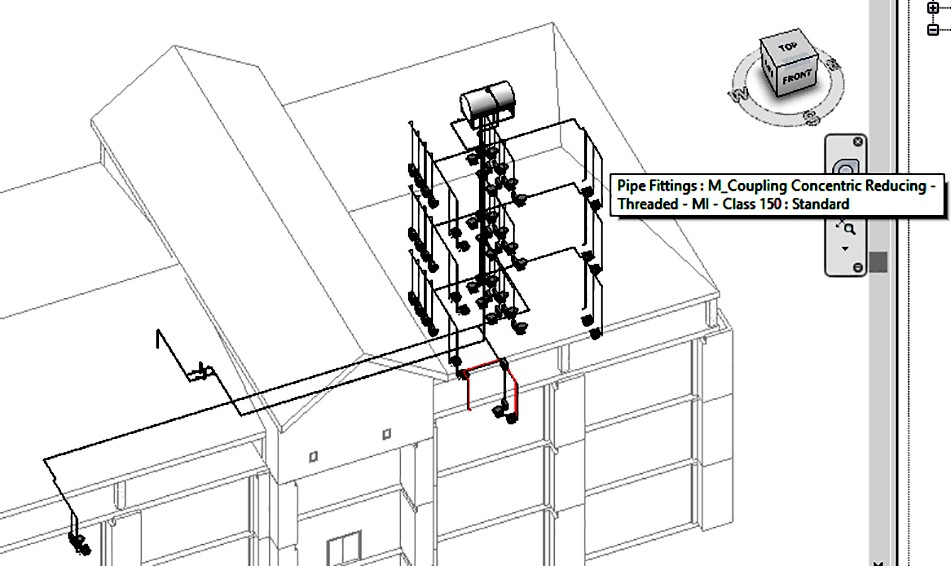 TOP
FRONT
W
S
Pipe Fittings : M_Coupling Concentric Reducing -
Threaded - MI - Class 150 : Standard